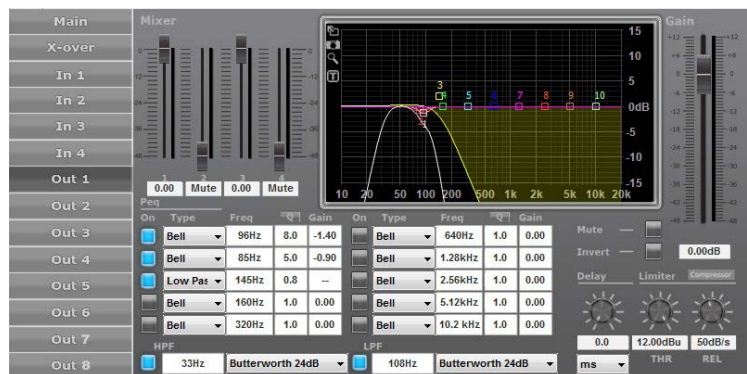 Main
X-over
In 1
In 2
In 3
In 4
Out 1
Out 2
Out 3
Out 4
Out 5
Out 6
Out 7
Out 8
Mixer
1 2 3 4
0.00 Mute 0.00 Mute
T
3 4 5 6 7 8 9 10
15
10
5
0dB
-5
-10
-15
10 20 50 100 200 500 1k 2k 5k 10k 20k
Gain
+12 +12
Peq
On Type Freq Q Gain On Type Freq Q Gain
Bell 96Hz 8.0 -1.40 Bell 640Hz 1.0 0.00
Bell 85Hz 5.0 -0.90 Bell 1.28kHz 1.0 0.00
Low Pas 145Hz 0.8 -- Bell 2.56kHz 1.0 0.00
Bell 160Hz 1.0 0.00 Bell 5.12kHz 1.0 0.00
Bell 320Hz 1.0 0.00 Bell 10.2 kHz 1.0 0.00
HPF LPF
33Hz Butterworth 24dB 108Hz Butterworth 24dB
Mute
Invert 0.00dB
Delay Limiter Compressor
0.0 12.00dBu 50dB/s
ms THR REL